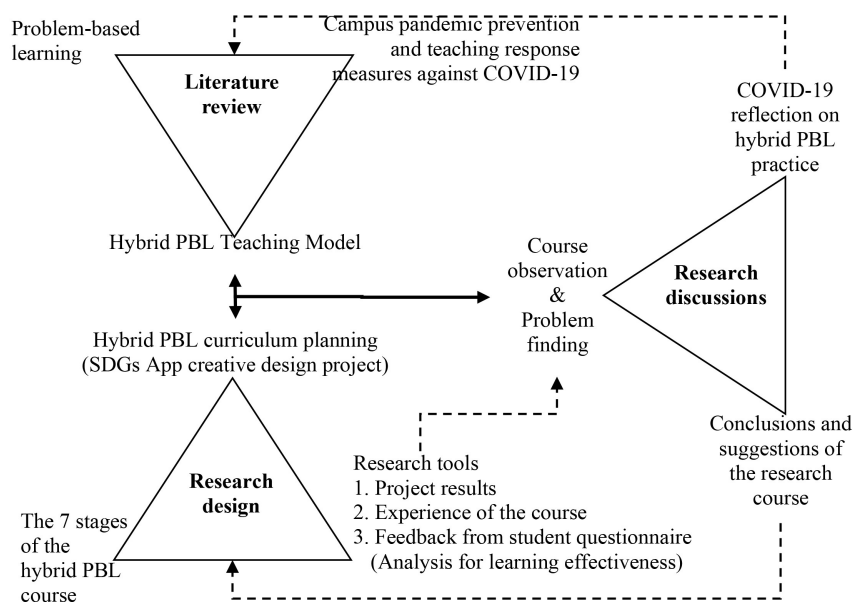 Problem-based
learning
Campus pandemic prevention
and teaching response
measures against COVID-19
Literature
review
Hybrid PBL Teaching Model
COVID-19
reflection on
hybrid PBL
practice
Course
observation
&
Problem
finding
Research
discussions
Hybrid PBL curriculum planning
(SDGs App creative design project)
Research
design
The 7 stages
of the
hybrid PBL
course
Research tools
1. Project results
2. Experience of the course
3. Feedback from student questionnaire
(Analysis for learning effectiveness)
Conclusions and
suggestions of
the research
course